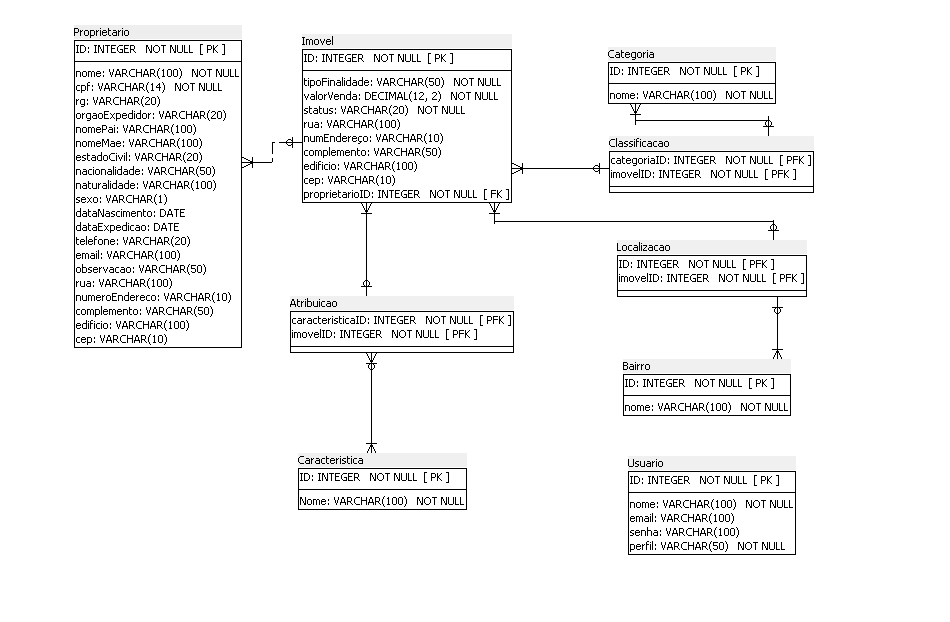 Proprietario
ID: INTEGER NOT NULL [ PK ]
nome: VARCHAR(100) NOT NULL
cpf: VARCHAR(14) NOT NULL
rg: VARCHAR(20)
orgaoExpedidor: VARCHAR(20)
nomePai: VARCHAR(100)
nomeMae: VARCHAR(100)
estadoCivil: VARCHAR(20)
nacionalidade: VARCHAR(50)
naturalidade: VARCHAR(100)
sexo: VARCHAR(1)
dataNascimento: DATE
dataExpedicao: DATE
telefone: VARCHAR(20)
email: VARCHAR(100)
observacao: VARCHAR(50)
rua: VARCHAR(100)
numeroEndereco: VARCHAR(10)
complemento: VARCHAR(50)
edificio: VARCHAR(100)
cep: VARCHAR(10)
Imovel
ID: INTEGER NOT NULL [ PK ]
tipoFinalidade: VARCHAR(50) NOT NULL
valorVenda: DECIMAL(12, 2) NOT NULL
status: VARCHAR(20) NOT NULL
rua: VARCHAR(100)
numEndereço: VARCHAR(10)
complemento: VARCHAR(50)
edificio: VARCHAR(100)
cep: VARCHAR(10)
proprietarioID: INTEGER NOT NULL [ FK ]
Categoria
ID: INTEGER NOT NULL [ PK ]
nome: VARCHAR(100) NOT NULL
Classificacao
categoriaID: INTEGER NOT NULL [ PFK ]
imovelID: INTEGER NOT NULL [ PFK ]
Localizacao
ID: INTEGER NOT NULL [ PFK ]
imovelID: INTEGER NOT NULL [ PFK ]
Atribuicao
caracteristicaID: INTEGER NOT NULL [ PFK ]
imovelID: INTEGER NOT NULL [ PFK ]
Bairro
ID: INTEGER NOT NULL [ PK ]
nome: VARCHAR(100) NOT NULL
Caracteristica
ID: INTEGER NOT NULL [ PK ]
Nome: VARCHAR(100) NOT NULL
Usuario
ID: INTEGER NOT NULL [ PK ]
nome: VARCHAR(100) NOT NULL
email: VARCHAR(100)
senha: VARCHAR(100)
perfil: VARCHAR(50) NOT NULL